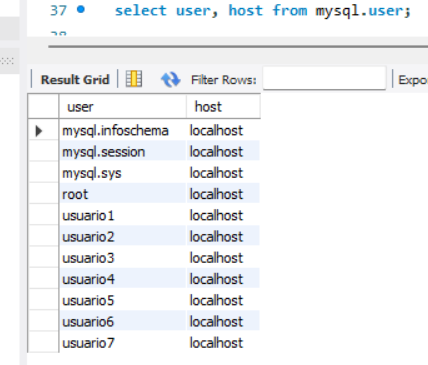 37 select user, host from mysql.user;
Result Grid Filter Rows: Expo
user host
mysql.infoschema localhost
mysql.session localhost
mysql.sys localhost
root localhost
usuario1 localhost
usuario2 localhost
usuario3 localhost
usuario4 localhost
usuario5 localhost
usuario6 localhost
usuario7 localhost